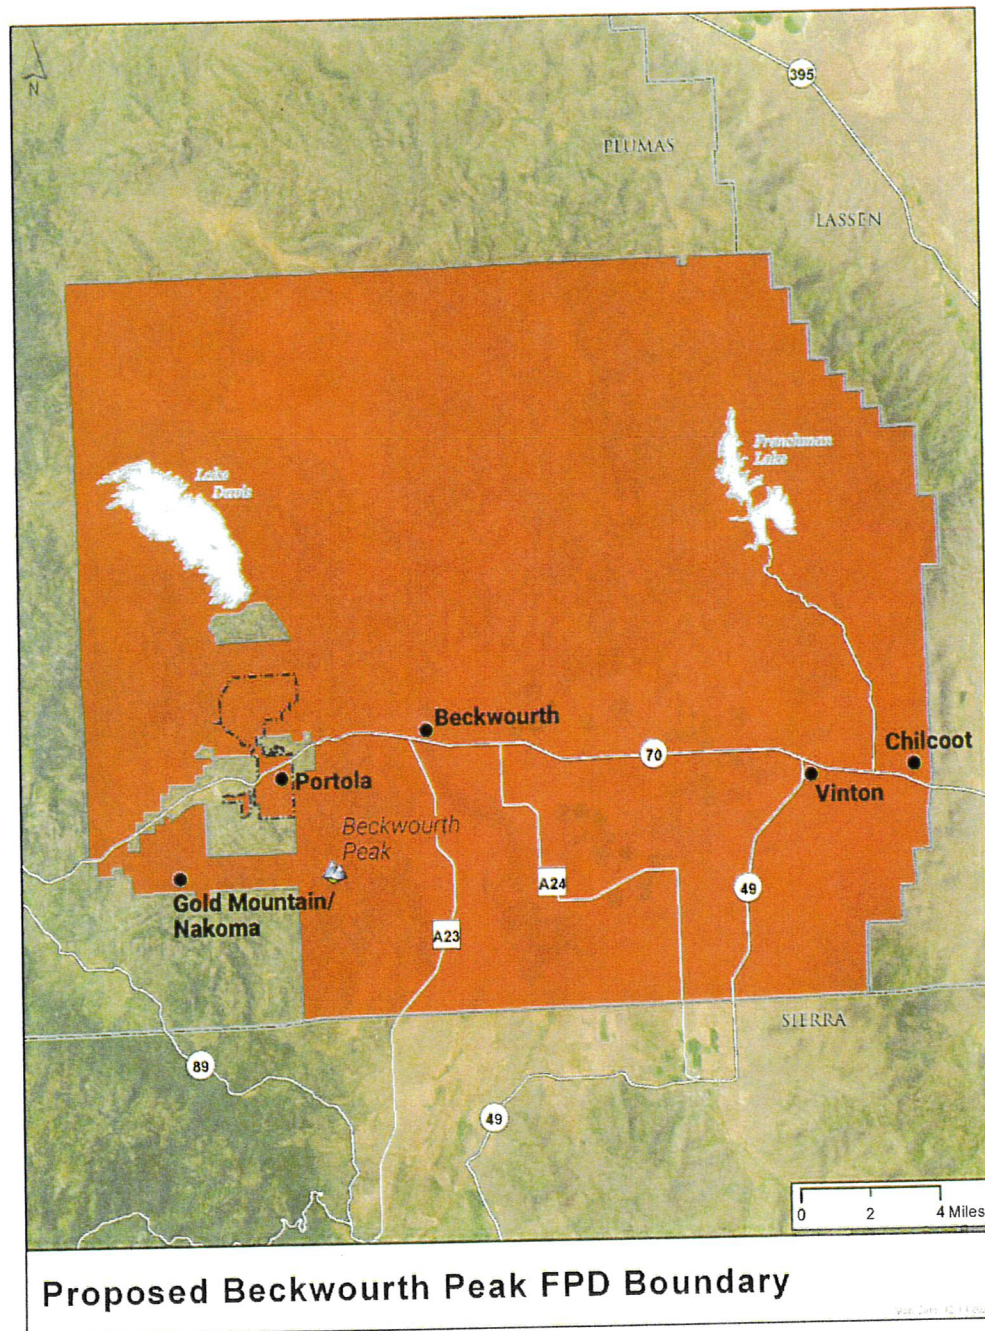 N
395
PLUMAS
LASSEN
Frenchman
Lake
Lake
Davis
Beckwourth
70
Chilcoot
Portola
Vinton
Beckwourth
Peak
A24
49
Gold Mountain/
Nakoma
A23
SIERRA
89
49
0 2 4 Miles
Proposed Beckwourth Peak FPD Boundary